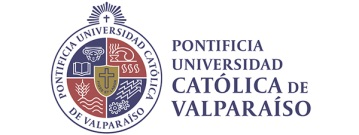 PONTIFICIA UNIVERSIDAD CATÓLICA
DE VALPARAÍSO
PONTIFICIA
UNIVERSIDAD
CATÓLICA DE
VALPARAÍSO